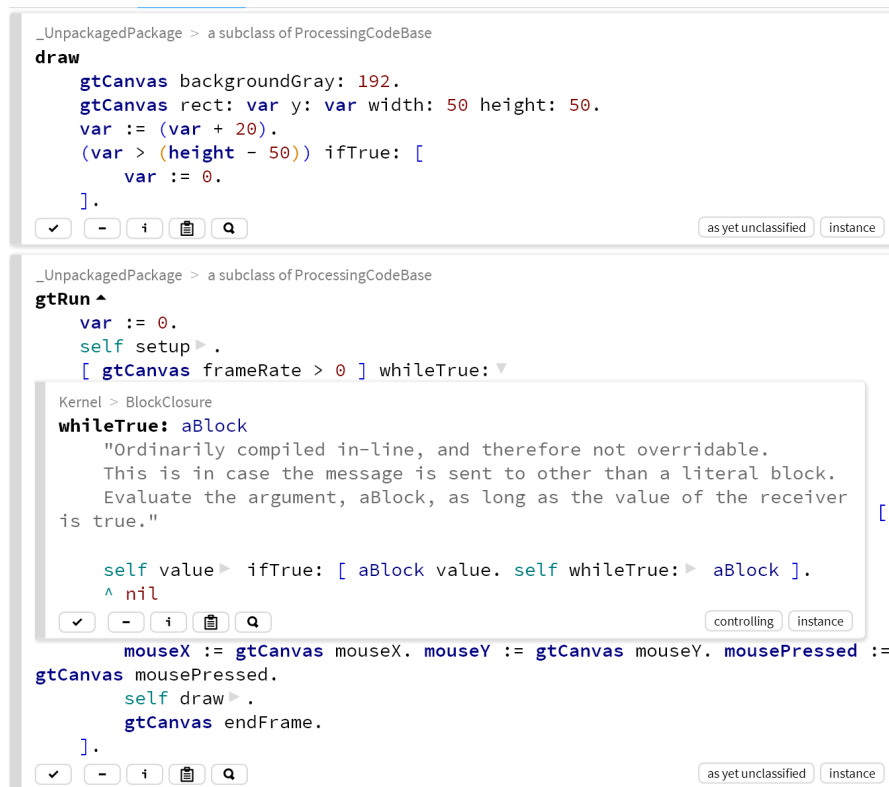 _UnpackagedPackage > a subclass of ProcessingCodeBase
draw
gtCanvas backgroundGray: 192.
gtCanvas rect: var y: var width: 50 height: 50.
var := (var + 20).
(var > (height - 50)) ifTrue: [
var := 0.
].
as yet unclassified instance
_UnpackagedPackage > a subclass of ProcessingCodeBase
gtRun
var := 0.
self setup .
[ gtCanvas frameRate > 0 ] whileTrue:
Kernel > BlockClosure
whileTrue: aBlock
"Ordinarily compiled in-line, and therefore not overridable.
This is in case the message is sent to other than a literal block.
Evaluate the argument, aBlock, as long as the value of the receiver
is true."
[
self value ifTrue: [ aBlock value. self whileTrue: aBlock ].
^ nil
controlling instance
mouseX := gtCanvas mouseX. mouseY := gtCanvas mouseY. mousePressed :=
gtCanvas mousePressed.
self draw .
gtCanvas endFrame.
].
as yet unclassified instance